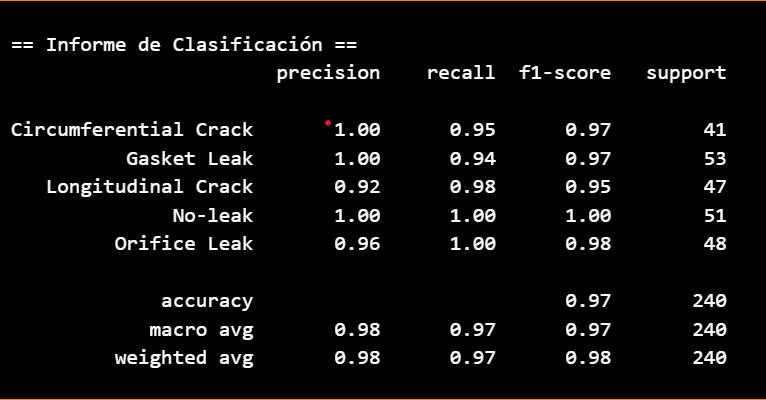 == Informe de Clasificación ==
precision recall f1-score support
Circumferential Crack 1.00 0.95 0.97 41
Gasket Leak 1.00 0.94 0.97 53
Longitudinal Crack 0.92 0.98 0.95 47
No-leak 1.00 1.00 1.00 51
Orifice Leak 0.96 1.00 0.98 48
accuracy 0.97 240
macro avg 0.98 0.97 0.97 240
weighted avg 0.98 0.97 0.98 240